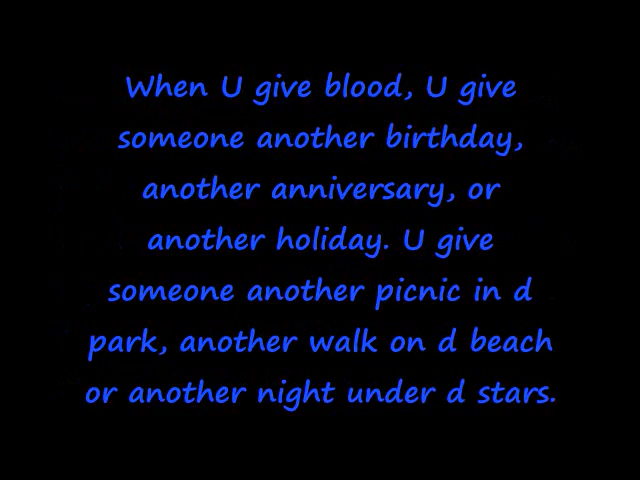 When U give blood, U give
someone another birthday,
another anniversary, or
another holiday. U give
someone another picnic in d
park, another walk on d beach
or another night under d stars.